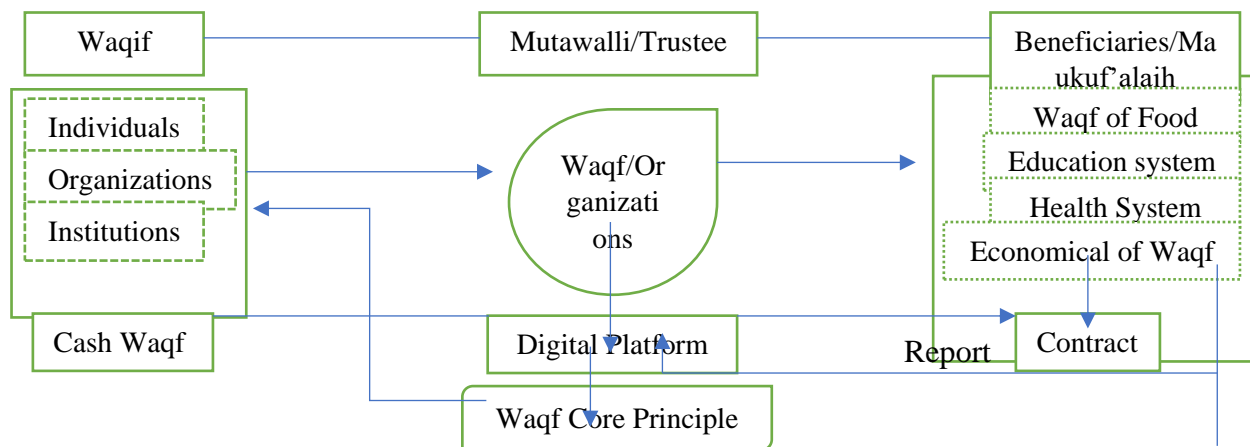 Waqif
Mutawalli/Trustee
Beneficiaries/Ma
ukuf’alaih
Individuals
Organizations
Institutions
Waqf/Or
ganizati
ons
Waqf of Food
Education system
Health System
Economical of Waqf
Cash Waqf
Digital Platform
Report
Contract
Waqf Core Principle